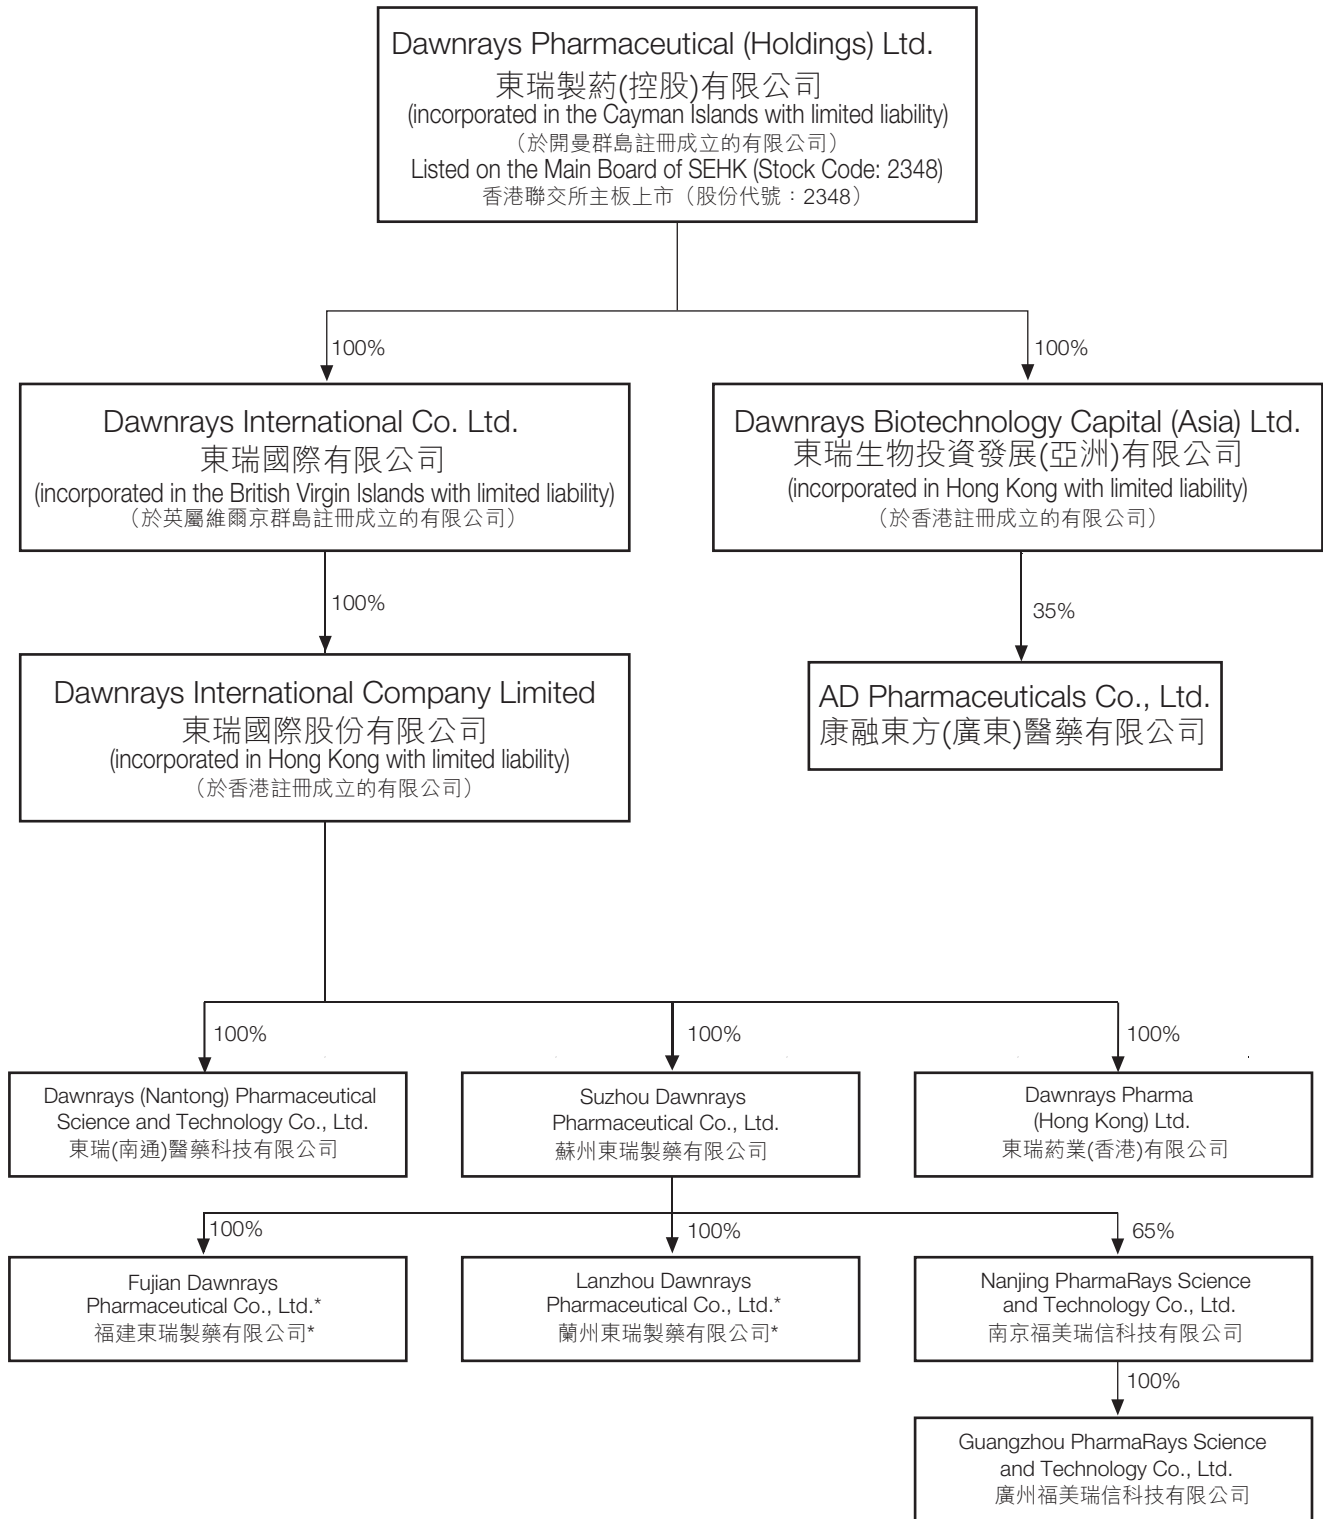 Dawnrays Pharmaceutical (Holdings) Ltd.
東瑞製葯(控股)有限公司
(incorporated in the Cayman Islands with limited liability)
（於開曼群島註冊成立的有限公司）
Listed on the Main Board of SEHK (Stock Code: 2348)
香港聯交所主板上市（股份代號：2348）
100%
100%
Dawnrays International Co. Ltd.
東瑞國際有限公司
(incorporated in the British Virgin Islands with limited liability)
（於英屬維爾京群島註冊成立的有限公司）
Dawnrays Biotechnology Capital (Asia) Ltd.
東瑞生物投資發展(亞洲)有限公司
(incorporated in Hong Kong with limited liability)
（於香港註冊成立的有限公司）
100%
35%
Dawnrays International Company Limited
東瑞國際股份有限公司
(incorporated in Hong Kong with limited liability)
（於香港註冊成立的有限公司）
AD Pharmaceuticals Co., Ltd.
康融東方(廣東)醫藥有限公司
100%
100%
100%
Dawnrays (Nantong) Pharmaceutical
Science and Technology Co., Ltd.
東瑞(南通)醫藥科技有限公司
Suzhou Dawnrays
Pharmaceutical Co., Ltd.
蘇州東瑞製藥有限公司
Dawnrays Pharma
(Hong Kong) Ltd.
東瑞葯業(香港)有限公司
100%
100%
65%
Fujian Dawnrays
Pharmaceutical Co., Ltd.*
福建東瑞製藥有限公司*
Lanzhou Dawnrays
Pharmaceutical Co., Ltd.*
蘭州東瑞製藥有限公司*
Nanjing PharmaRays Science
and Technology Co., Ltd.
南京福美瑞信科技有限公司
100%
Guangzhou PharmaRays Science
and Technology Co., Ltd.
廣州福美瑞信科技有限公司